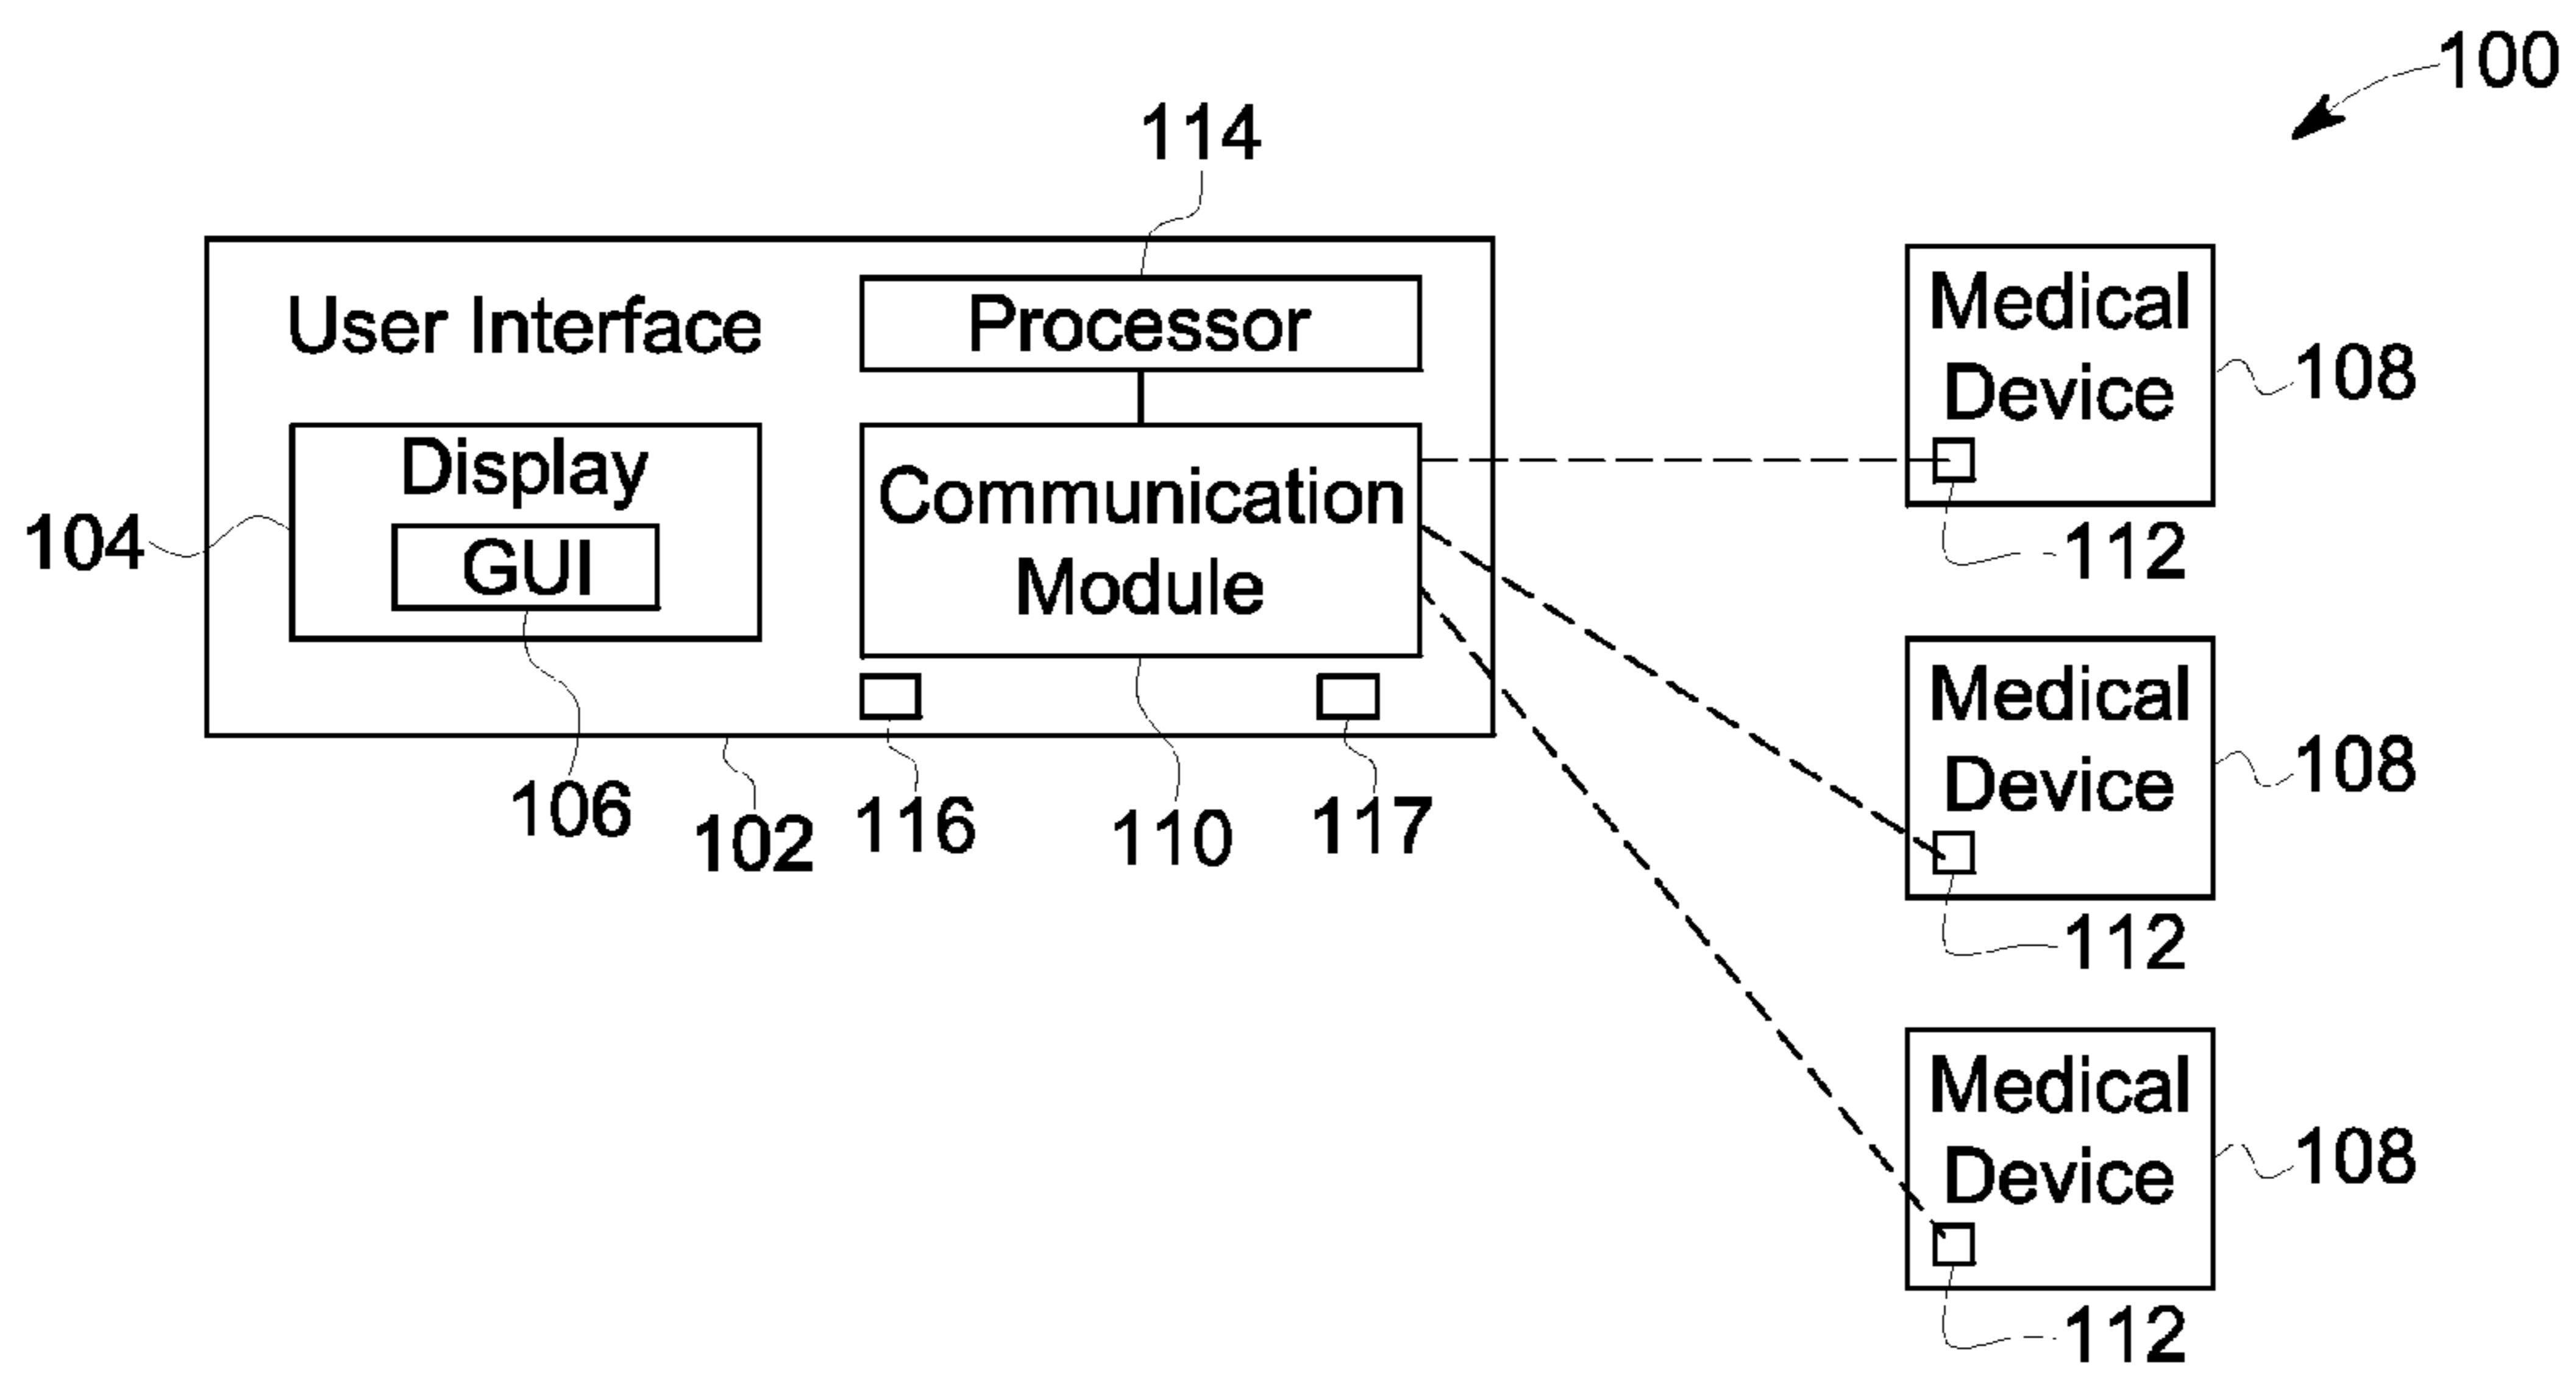 100
114
User Interface
Processor
Medical
Device
108
Display
GUI
104
Communication
Module
112
106
102
116
110
117
Medical
Device
108
112
Medical
Device
108
112